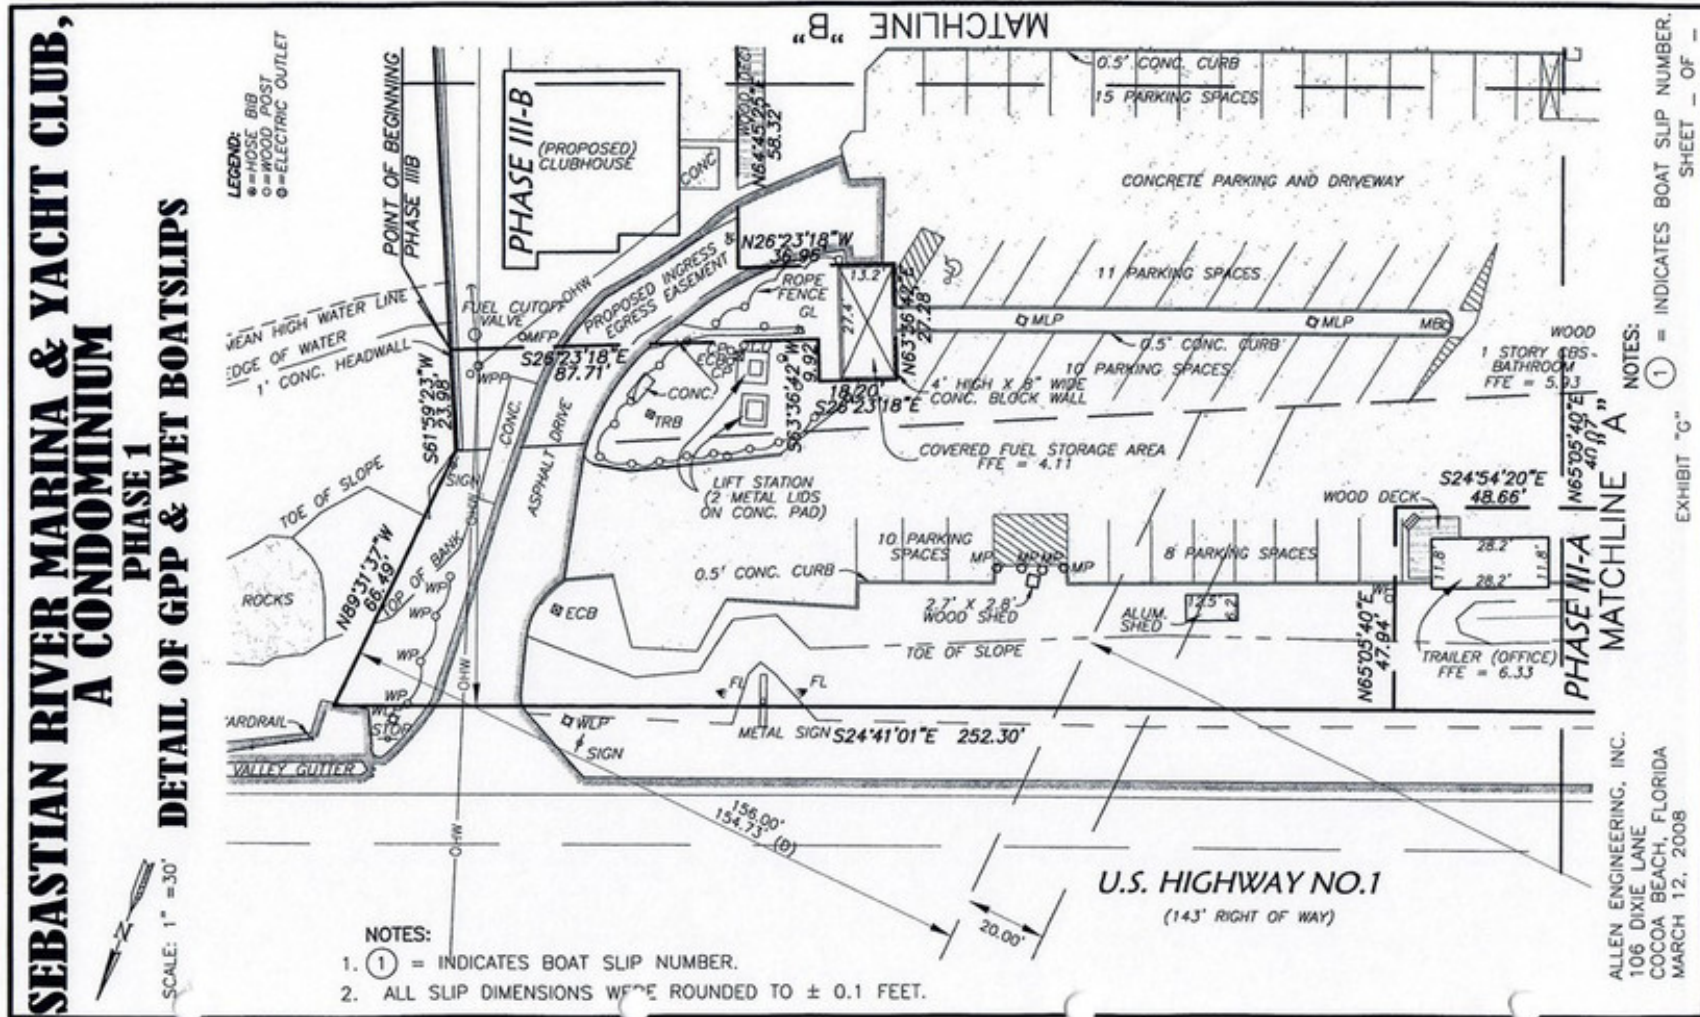 SEBASTIAN RIVER MARINA & YACHT CLUB,
A CONDOMINIUM
PHASE 1
DETAIL OF GPP & WET BOATSLIPS
N
SCALE: 1" =30'
LEGEND:
=HOSE BIB
=WOOD POST
=ELECTRIC OUTLET
MATCHLINE "B"
POINT OF BEGINNING
PHASE IIIB
PHASE III-B
(PROPOSED)
CLUBHOUSE
CONC
N64°45'25"E
58.32'
0.5' CONC. CURB
15 PARKING SPACES
CONCRETE PARKING AND DRIVEWAY
MEAN HIGH WATER LINE
EDGE OF WATER
1' CONC. HEADWALL
FUEL CUTOFF
VALVE
MFP
OHW
PROPOSED INGRESS &
EGRESS EASEMENT
N26°23'18"W
36.95'
ROPE
FENCE
GL
13.2'
27.4'
N63°36'42"E
27.28'
11 PARKING SPACES
MLP
MLP
MB
0.5' CONC. CURB
10 PARKING SPACES
WOOD
1 STORY CBS
BATHROOM
FFE = 5.93
S26°23'18"E
87.71'
WPP
S61°59'23"W
23.98'
ECB
CONC.
TRB
S63°36'42"W
9.92'
18.20'
S26°23'18"E
4' HIGH X 8" WIDE
CONC. BLOCK WALL
COVERED FUEL STORAGE AREA
FFE = 4.11
LIFT STATION
(2 METAL LIDS
ON CONC. PAD)
CONC.
ASPHALT DRIVE
SIGN
OHW
TOE OF SLOPE
TOP OF BANK
ROCKS
N89°31'37"W
66.49'
WP
WP
WP
WP
STOP
VALLEY GUTTER
OHW
OHW
0.5' CONC. CURB
10 PARKING
SPACES
MP
MP
MP
MP
2.7' X 2.8'
WOOD SHED
8 PARKING SPACES
ALUM.
SHED
12.5'
6.2
ECB
TOE OF SLOPE
WOOD DECK
S24°54'20"E
48.66'
N65°05'40"E
40.07'
28.2'
11.8'
11.8'
28.2'
TRAILER (OFFICE)
FFE = 6.33
N65°05'40"E
47.94'
PHASE III-A
MATCHLINE "A"
WLP
SIGN
FL
FL
METAL SIGN
S24°41'01"E 252.30'
156.00'
154.73' (D)
20.00'
U.S. HIGHWAY NO.1
(143' RIGHT OF WAY)
NOTES:
1. 1 = INDICATES BOAT SLIP NUMBER.
2. ALL SLIP DIMENSIONS WERE ROUNDED TO ± 0.1 FEET.
NOTES:
1 = INDICATES BOAT SLIP NUMBER.
EXHIBIT "G"
SHEET _ OF _
ALLEN ENGINEERING, INC.
106 DIXIE LANE
COCOA BEACH, FLORIDA
MARCH 12, 2008